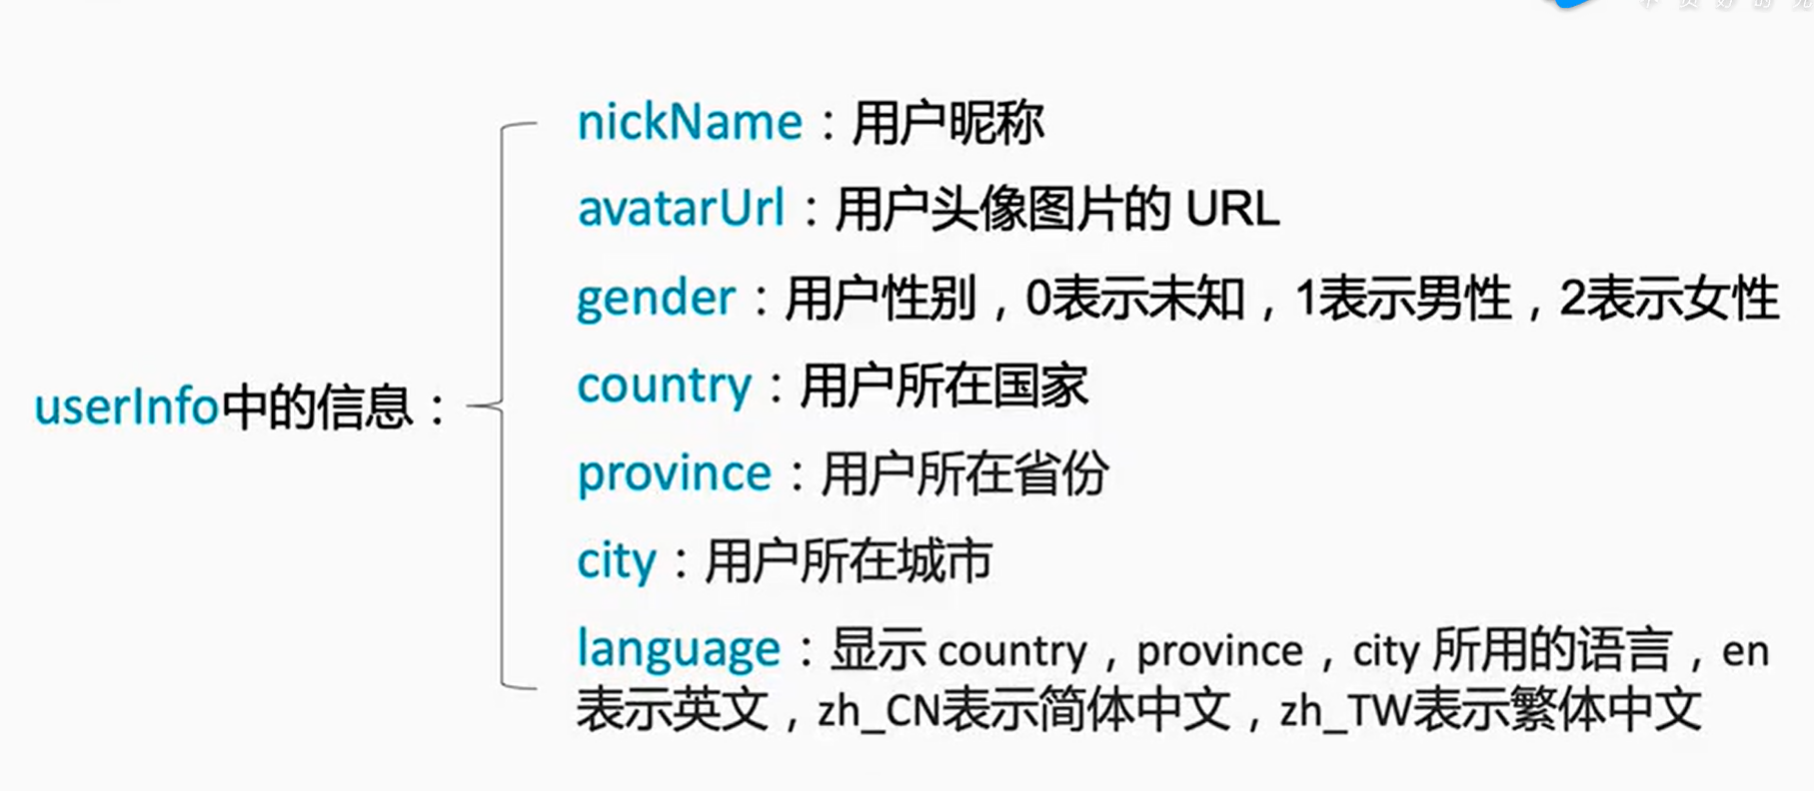 nickName：用户昵称
avatarUrl：用户头像图片的 URL
gender：用户性别，0表示未知，1表示男性，2表示女性
country：用户所在国家
userInfo中的信息：
province：用户所在省份
city：用户所在城市
language：显示 country，province，city 所用的语言，en
表示英文，zh_CN表示简体中文，zh_TW表示繁体中文